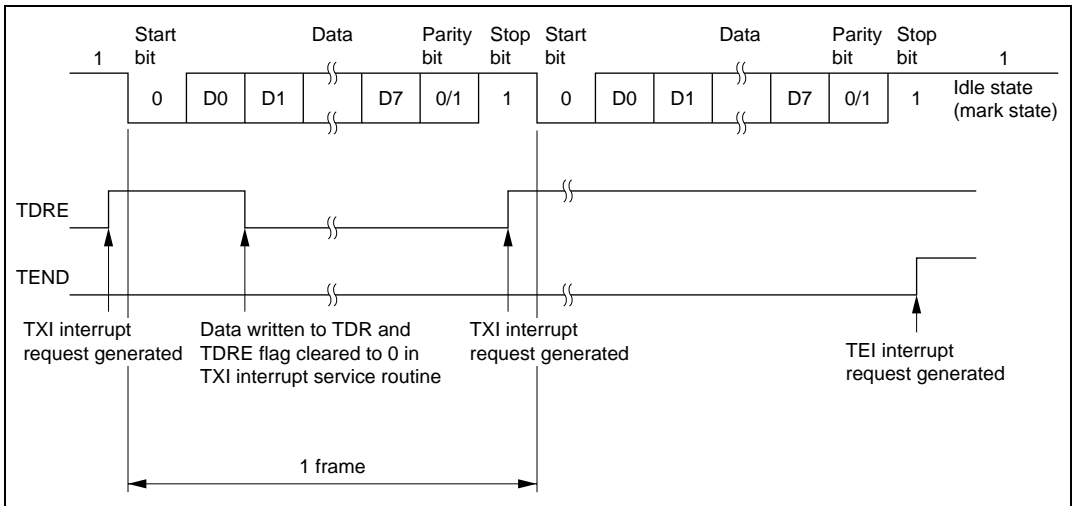 Start Data Parity Stop Start Data Parity Stop
1 bit bit bit bit bit bit 1
0 D0 D1 D7 0/1 1 0 D0 D1 D7 0/1 1 Idle state
(mark state)
TDRE
TEND
TXI interrupt
request generated
Data written to TDR and
TDRE flag cleared to 0 in
TXI interrupt service routine
TXI interrupt
request generated
TEI interrupt
request generated
1 frame